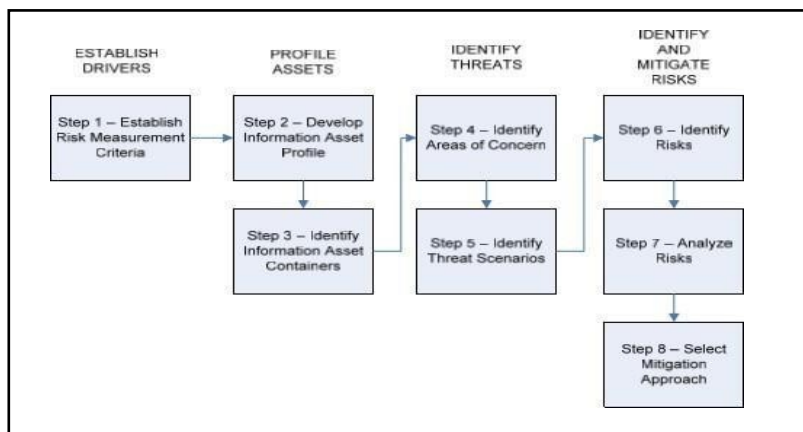 ESTABLISH
DRIVERS
PROFILE
ASSETS
IDENTIFY
THREATS
IDENTIFY
AND
MITIGATE
RISKS
Step 1 – Establish
Risk Measurement
Criteria
Step 2 – Develop
Information Asset
Profile
Step 3 – Identify
Information Asset
Containers
Step 4 – Identify
Areas of Concern
Step 5 – Identify
Threat Scenarios
Step 6 – Identify
Risks
Step 7 – Analyze
Risks
Step 8 – Select
Mitigation
Approach